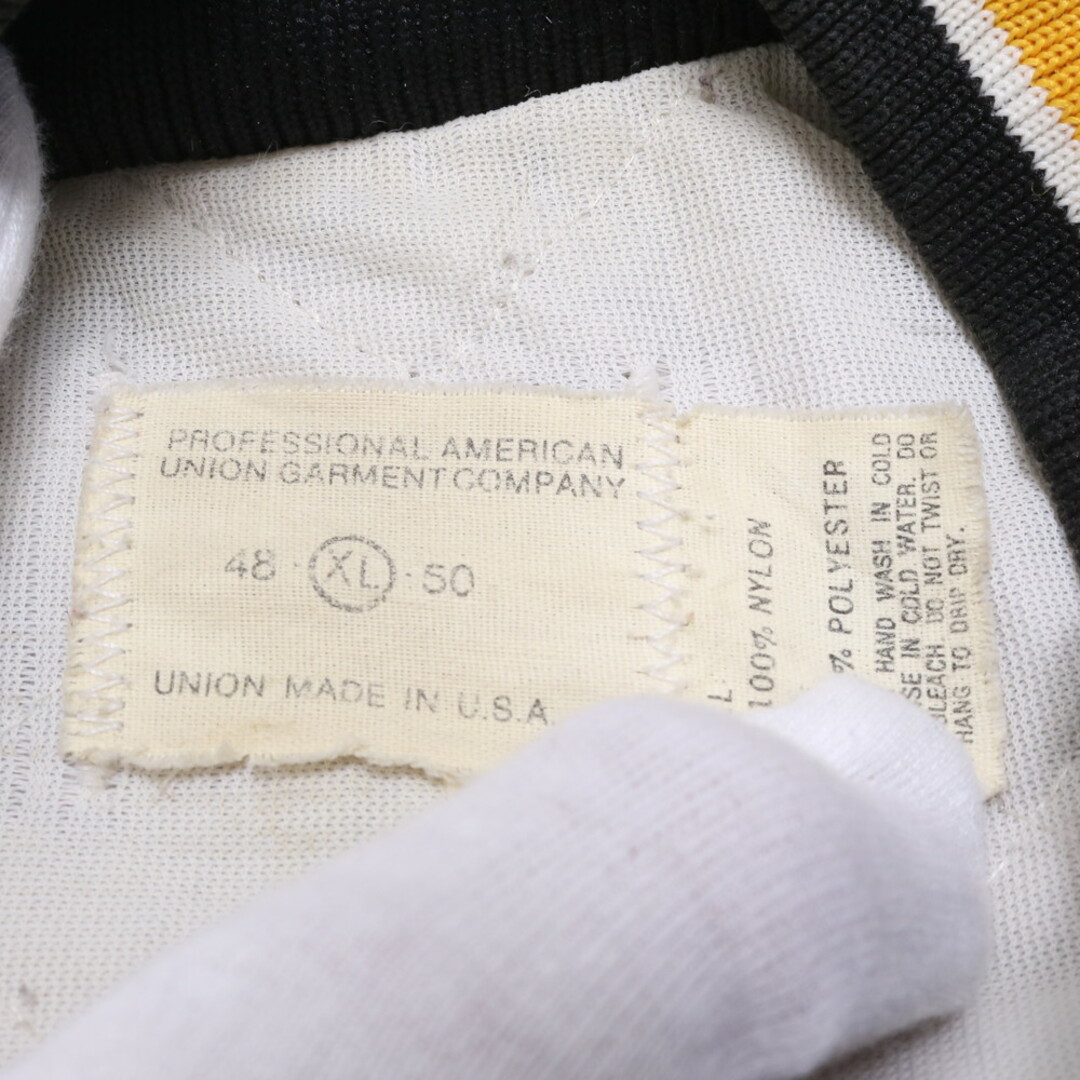 PROFESSIONAL AMERICAN
UNION GARMENT COMPANY
48 · XL · 50
UNION MADE IN U.S.A.
L:
100% NYLON
% POLYESTER
HAND WASH IN COLD
SE IN COLD WATER. DO
BLEACH DO NOT TWIST OR
HANG TO DRIP DRY.